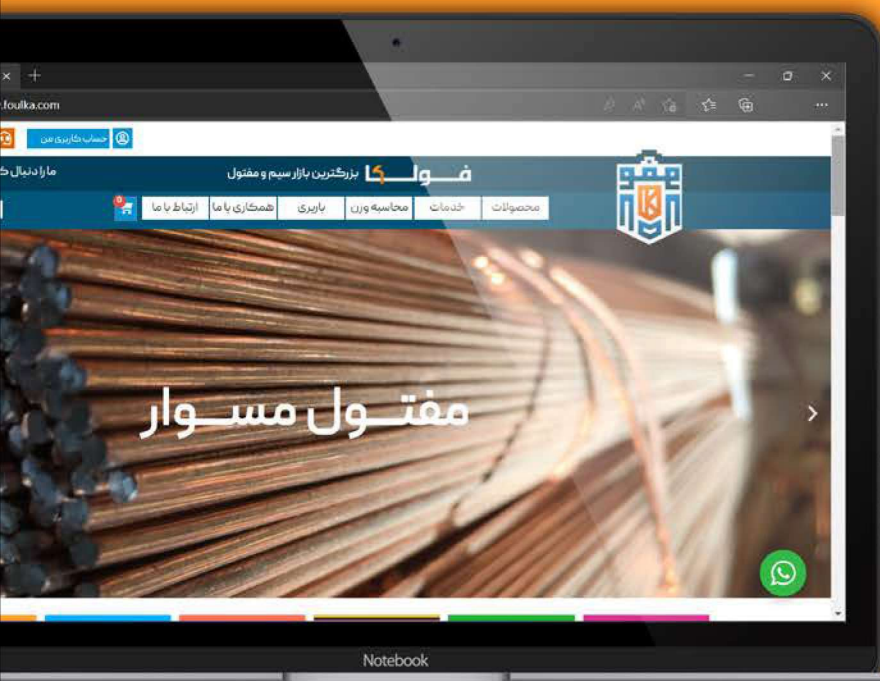 foulka.com
حساب کاربری من
فولکا بزرگترین بازار سیم و مفتول
ما را دنبال
محصولات خدمات محاسبه وزن باربری همکاری با ما ارتباط با ما
0
مفتول مسوار
Notebook